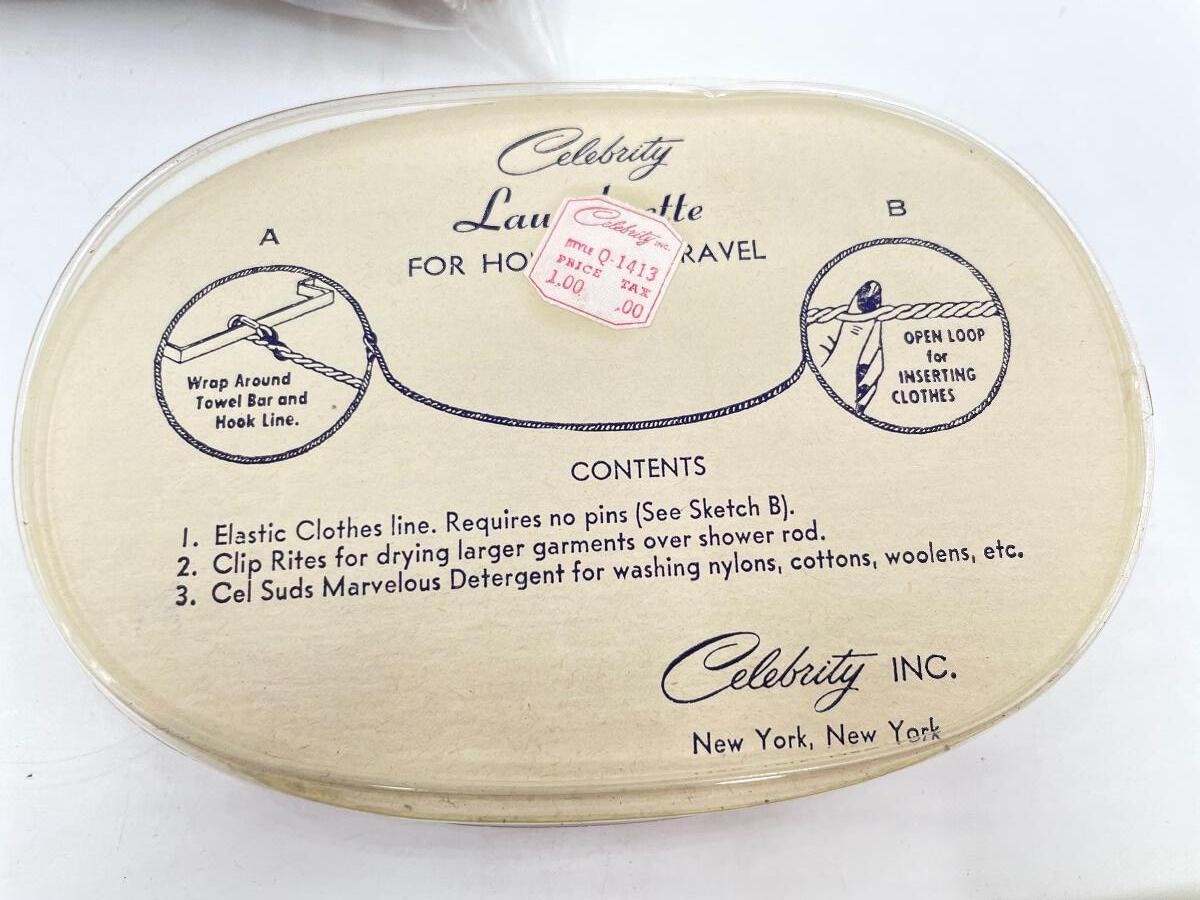 Celebrity
Lau ette
FOR HO RAVEL
Celebrity INC.
STYLE Q-1413
PRICE TAX
1.00 .00
A
Wrap Around
Towel Bar and
Hook Line.
B
OPEN LOOP
for
INSERTING
CLOTHES
CONTENTS
1. Elastic Clothes line. Requires no pins (See Sketch B).
2. Clip Rites for drying larger garments over shower rod.
3. Cel Suds Marvelous Detergent for washing nylons, cottons, woolens, etc.
Celebrity INC.
New York, New York